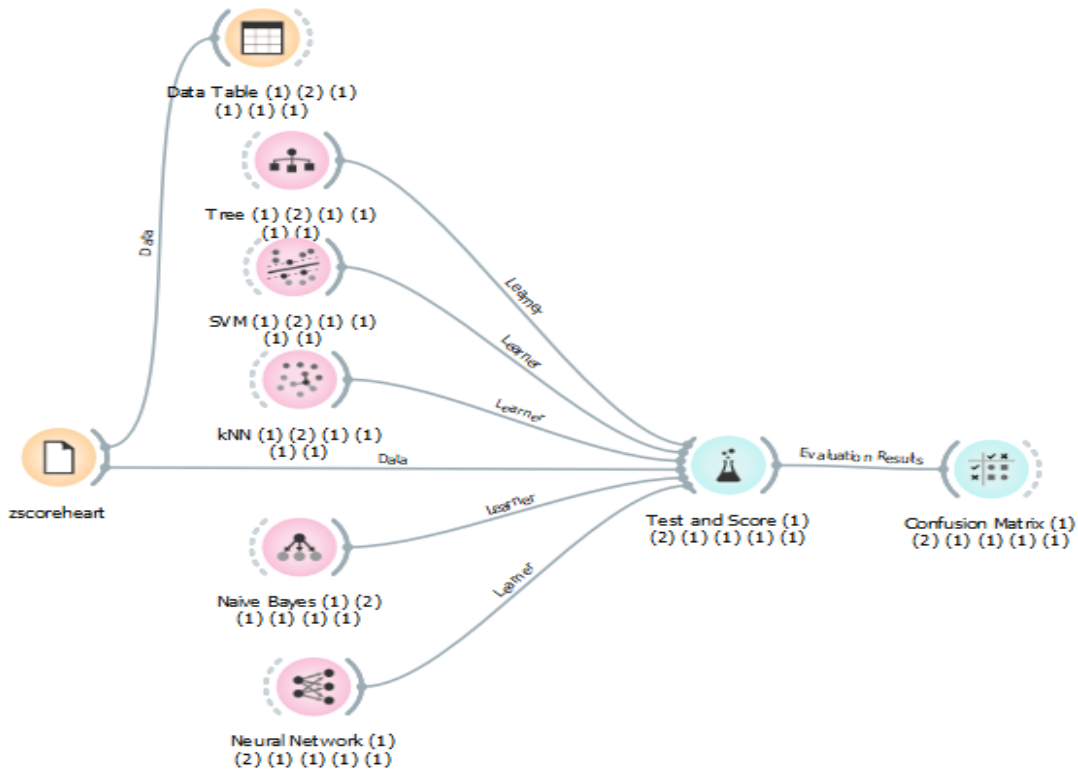 Data Table (1) (2) (1)
(1) (1) (1)
Data
Tree (1) (2) (1) (1)
(1) (1)
Learner
SVM (1) (2) (1) (1)
(1) (1)
Learner
Learner
kNN (1) (2) (1) (1)
(1) (1)
Data
zscoreheart
Evaluation Results
Learner
Test and Score (1)
(2) (1) (1) (1) (1)
Confusion Matrix (1)
(2) (1) (1) (1) (1)
Naive Bayes (1) (2)
(1) (1) (1) (1)
Learner
Neural Network (1)
(2) (1) (1) (1) (1)